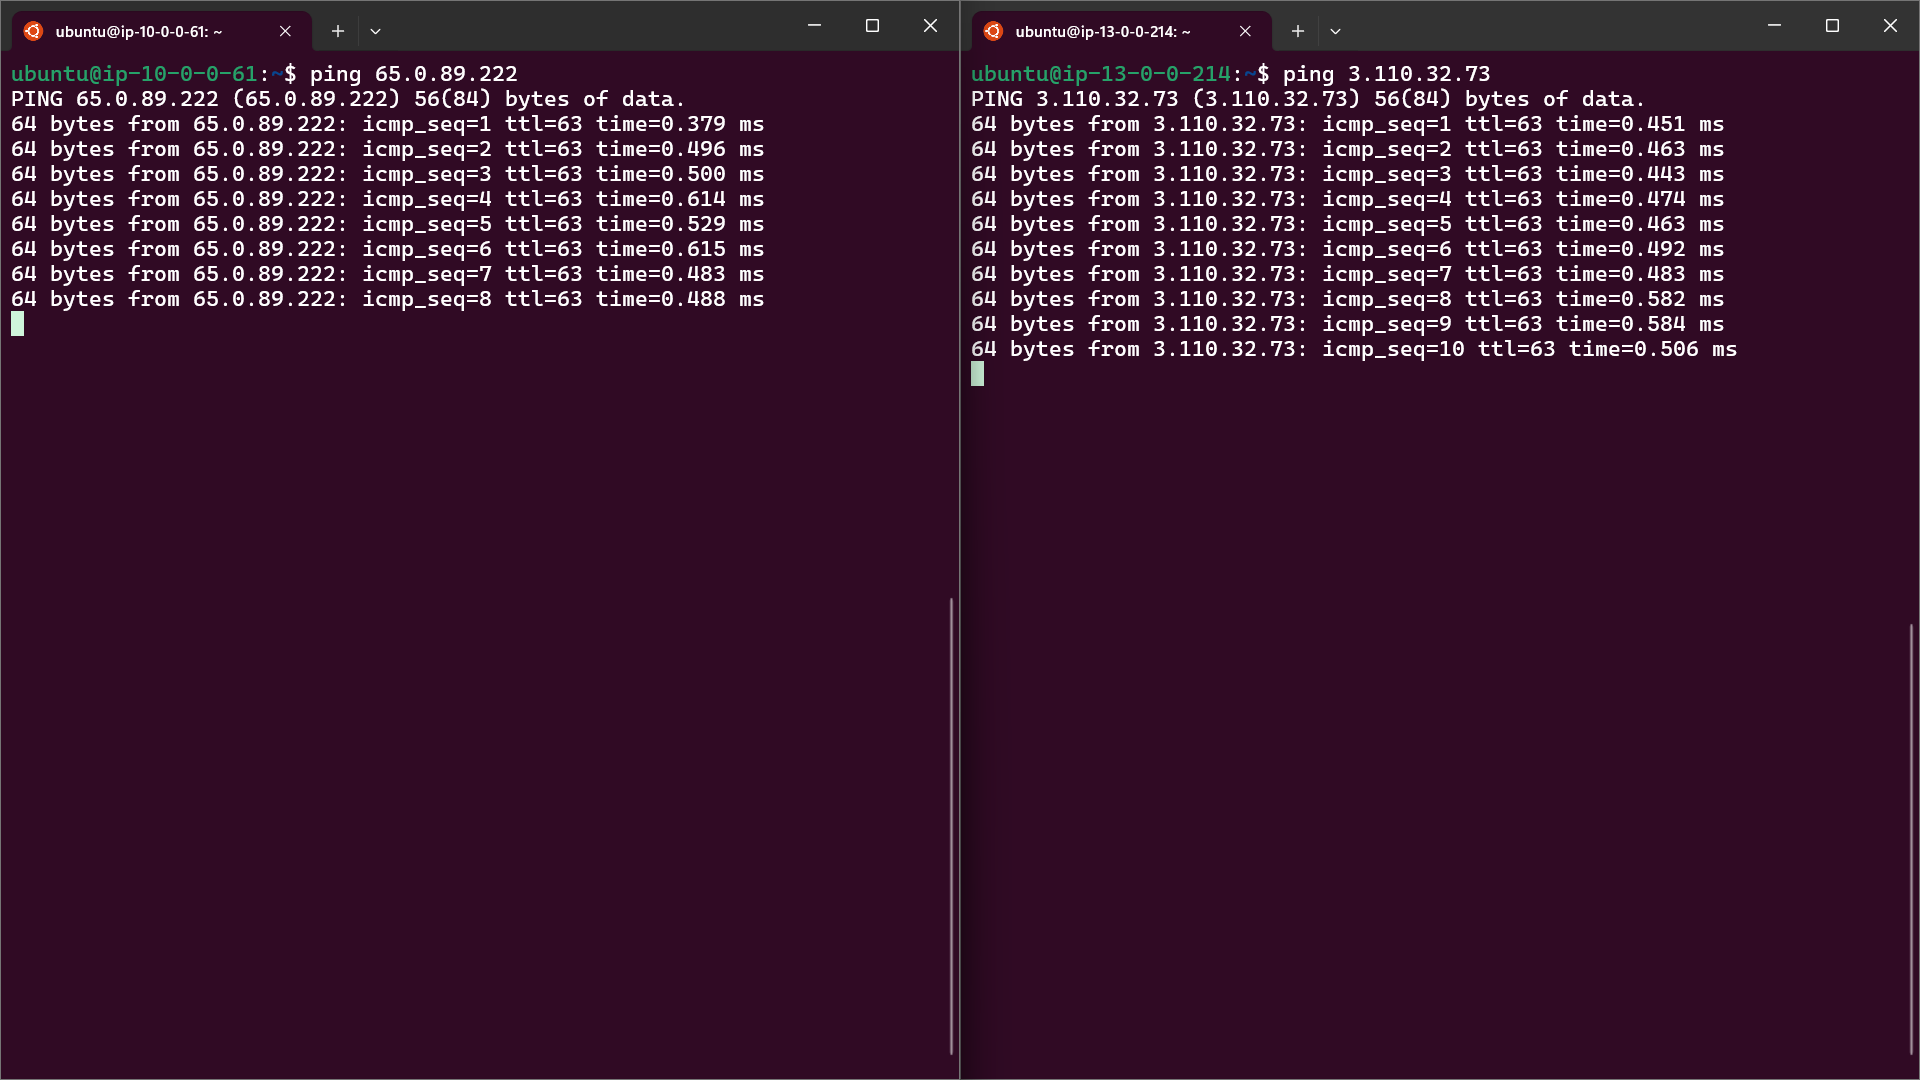 ubuntu@ip-10-0-0-61: ~
ubuntu@ip-10-0-0-61:~$ ping 65.0.89.222
PING 65.0.89.222 (65.0.89.222) 56(84) bytes of data.
64 bytes from 65.0.89.222: icmp_seq=1 ttl=63 time=0.379 ms
64 bytes from 65.0.89.222: icmp_seq=2 ttl=63 time=0.496 ms
64 bytes from 65.0.89.222: icmp_seq=3 ttl=63 time=0.500 ms
64 bytes from 65.0.89.222: icmp_seq=4 ttl=63 time=0.614 ms
64 bytes from 65.0.89.222: icmp_seq=5 ttl=63 time=0.529 ms
64 bytes from 65.0.89.222: icmp_seq=6 ttl=63 time=0.615 ms
64 bytes from 65.0.89.222: icmp_seq=7 ttl=63 time=0.483 ms
64 bytes from 65.0.89.222: icmp_seq=8 ttl=63 time=0.488 ms
ubuntu@ip-13-0-0-214: ~
ubuntu@ip-13-0-0-214:~$ ping 3.110.32.73
PING 3.110.32.73 (3.110.32.73) 56(84) bytes of data.
64 bytes from 3.110.32.73: icmp_seq=1 ttl=63 time=0.451 ms
64 bytes from 3.110.32.73: icmp_seq=2 ttl=63 time=0.463 ms
64 bytes from 3.110.32.73: icmp_seq=3 ttl=63 time=0.443 ms
64 bytes from 3.110.32.73: icmp_seq=4 ttl=63 time=0.474 ms
64 bytes from 3.110.32.73: icmp_seq=5 ttl=63 time=0.463 ms
64 bytes from 3.110.32.73: icmp_seq=6 ttl=63 time=0.492 ms
64 bytes from 3.110.32.73: icmp_seq=7 ttl=63 time=0.483 ms
64 bytes from 3.110.32.73: icmp_seq=8 ttl=63 time=0.582 ms
64 bytes from 3.110.32.73: icmp_seq=9 ttl=63 time=0.584 ms
64 bytes from 3.110.32.73: icmp_seq=10 ttl=63 time=0.506 ms